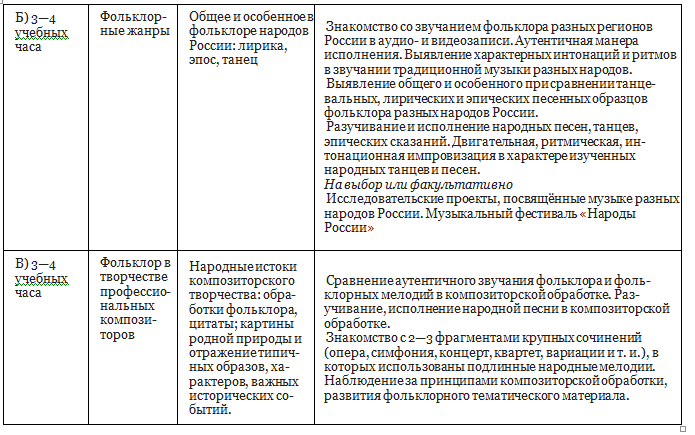 Б) 3—4
учебных
часа
Фольклор-
ные жанры
Общее и особенное в
фольклоре народов
России: лирика,
эпос, танец
Знакомство со звучанием фольклора разных регионов
России в аудио- и видеозаписи. Аутентичная манера
исполнения. Выявление характерных интонаций и ритмов
в звучании традиционной музыки разных народов.
Выявление общего и особенного при сравнении танце-
вальных, лирических и эпических песенных образцов
фольклора разных народов России.
Разучивание и исполнение народных песен, танцев,
эпических сказаний. Двигательная, ритмическая, ин-
тонационная импровизация в характере изученных
народных танцев и песен.
На выбор или факультативно
Исследовательские проекты, посвящённые музыке разных
народов России. Музыкальный фестиваль «Народы
России»
В) 3—4
учебных
часа
Фольклор в
творчестве
профессио-
нальных
компози-
торов
Народные истоки
композиторского
творчества: обра-
ботки фольклора,
цитаты; картины
родной природы и
отражение типич-
ных образов, ха-
рактеров, важных
исторических со-
бытий.
Сравнение аутентичного звучания фольклора и фоль-
клорных мелодий в композиторской обработке. Раз-
учивание, исполнение народной песни в композиторской
обработке.
Знакомство с 2—3 фрагментами крупных сочинений
(опера, симфония, концерт, квартет, вариации и т. и.), в
которых использованы подлинные народные мелодии.
Наблюдение за принципами композиторской обработки,
развития фольклорного тематического материала.